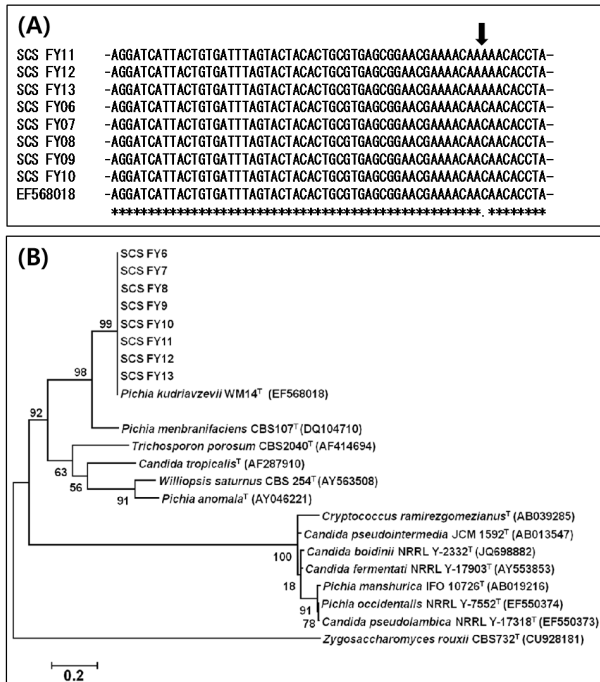 (A)
SCS FY11 -AGGATCATTACTGTGATTTAGTACTACACTGCGTGAGCGGAACGAAAACAAAAACACCTA-
SCS FY12 -AGGATCATTACTGTGATTTAGTACTACACTGCGTGAGCGGAACGAAAACAAAAACACCTA-
SCS FY13 -AGGATCATTACTGTGATTTAGTACTACACTGCGTGAGCGGAACGAAAACAAAAACACCTA-
SCS FY06 -AGGATCATTACTGTGATTTAGTACTACACTGCGTGAGCGGAACGAAAACAACAACACCTA-
SCS FY07 -AGGATCATTACTGTGATTTAGTACTACACTGCGTGAGCGGAACGAAAACAACAACACCTA-
SCS FY08 -AGGATCATTACTGTGATTTAGTACTACACTGCGTGAGCGGAACGAAAACAACAACACCTA-
SCS FY09 -AGGATCATTACTGTGATTTAGTACTACACTGCGTGAGCGGAACGAAAACAACAACACCTA-
SCS FY10 -AGGATCATTACTGTGATTTAGTACTACACTGCGTGAGCGGAACGAAAACAACAACACCTA-
EF568018 -AGGATCATTACTGTGATTTAGTACTACACTGCGTGAGCGGAACGAAAACAACAACACCTA-
***************************************************.********
(B)
SCS FY6
SCS FY7
SCS FY8
SCS FY9
99 SCS FY10
SCS FY11
SCS FY12
98 SCS FY13
Pichia kudriavzevii WM14ᵀ (EF568018)
92
Pichia menbranifaciens CBS107ᵀ (DQ104710)
Trichosporon porosum CBS2040ᵀ (AF414694)
63 Candida tropicalisᵀ (AF287910)
56 Williopsis saturnus CBS 254ᵀ (AY563508)
91 Pichia anomalaᵀ (AY046221)
Cryptococcus ramirezgomezianusᵀ (AB039285)
Candida pseudointermedia JCM 1592ᵀ (AB013547)
100 Candida boidinii NRRL Y-2332ᵀ (JQ698882)
Candida fermentati NRRL Y-17903ᵀ (AY553853)
18 Pichia manshurica IFO 10726ᵀ (AB019216)
91 Pichia occidentalis NRRL Y-7552ᵀ (EF550374)
78 Candida pseudolambica NRRL Y-17318ᵀ (EF550373)
Zygosaccharomyces rouxii CBS732ᵀ (CU928181)
0.2